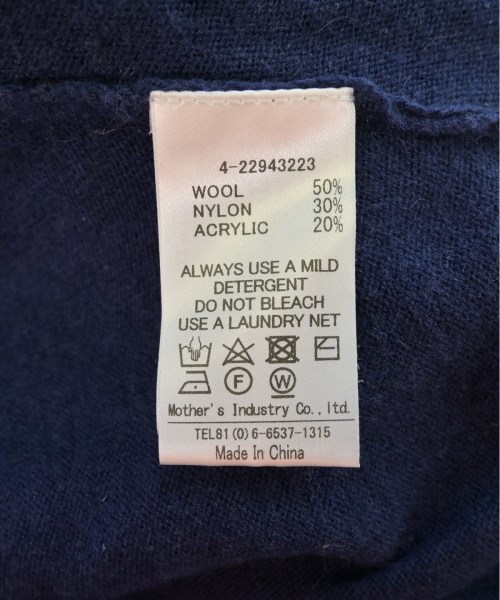 4-22943223
WOOL 50%
NYLON 30%
ACRYLIC 20%
ALWAYS USE A MILD
DETERGENT
DO NOT BLEACH
USE A LAUNDRY NET
F W
Mother's Industry Co., ltd.
TEL81(0)6-6537-1315
Made In China